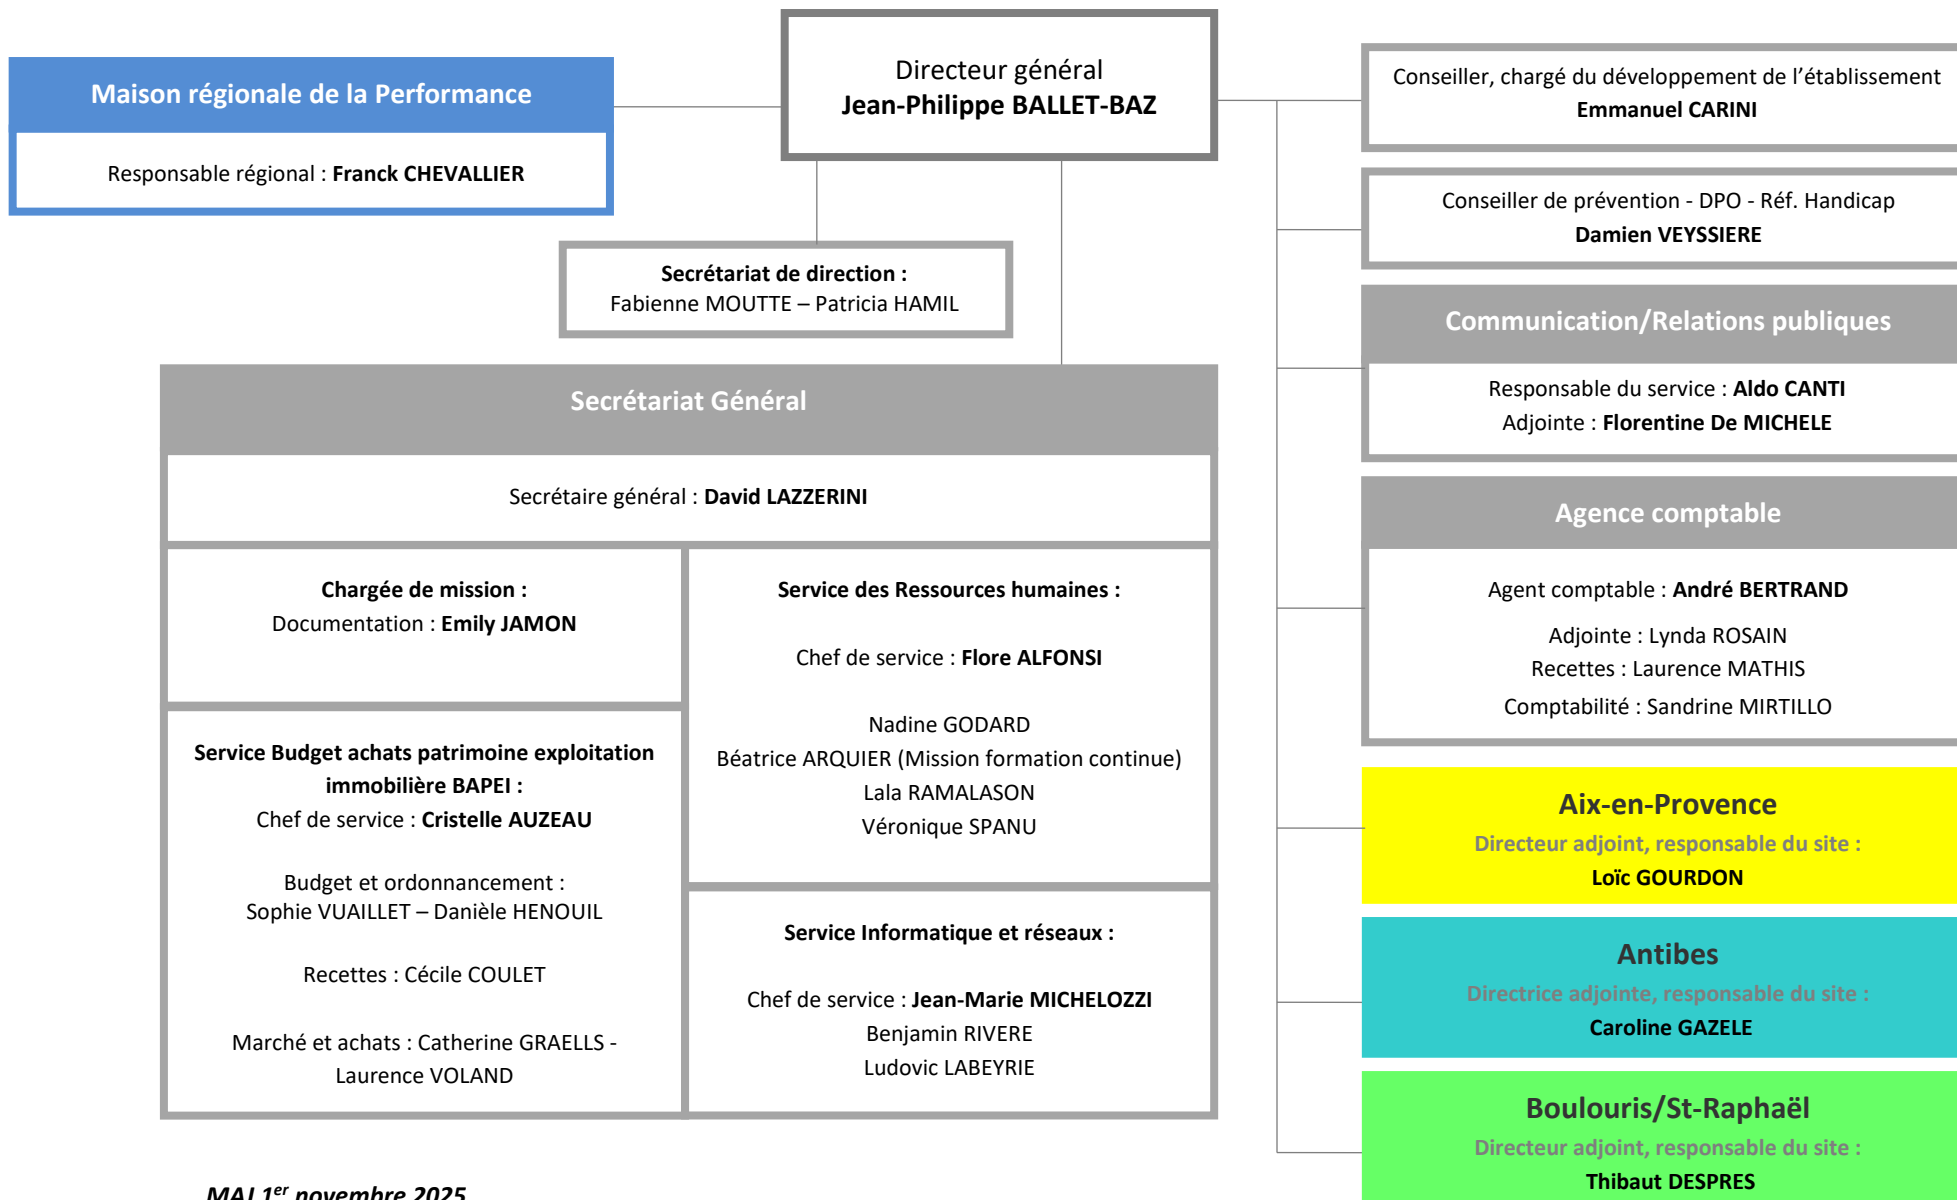 Directeur général
Jean-Philippe BALLET-BAZ
Maison régionale de la Performance
Responsable régional : Franck CHEVALLIER
Secrétariat de direction :
Fabienne MOUTTE – Patricia HAMIL
Secrétariat Général
Secrétaire général : David LAZZERINI
Chargée de mission :
Documentation : Emily JAMON
Service Budget achats patrimoine exploitation
immobilière BAPEI :
Chef de service : Cristelle AUZEAU
Budget et ordonnancement :
Sophie VUAILLET – Danièle HENOUIL
Recettes : Cécile COULET
Marché et achats : Catherine GRAELLS -
Laurence VOLAND
Service des Ressources humaines :
Chef de service : Flore ALFONSI
Nadine GODARD
Béatrice ARQUIER (Mission formation continue)
Lala RAMALASON
Véronique SPANU
Service Informatique et réseaux :
Chef de service : Jean-Marie MICHELOZZI
Benjamin RIVERE
Ludovic LABEYRIE
Conseiller, chargé du développement de l’établissement
Emmanuel CARINI
Conseiller de prévention - DPO - Réf. Handicap
Damien VEYSSIERE
Communication/Relations publiques
Responsable du service : Aldo CANTI
Adjointe : Florentine De MICHELE
Agence comptable
Agent comptable : André BERTRAND
Adjointe : Lynda ROSAIN
Recettes : Laurence MATHIS
Comptabilité : Sandrine MIRTILLO
Aix-en-Provence
Directeur adjoint, responsable du site :
Loïc GOURDON
Antibes
Directrice adjointe, responsable du site :
Caroline GAZELE
Boulouris/St-Raphaël
Directeur adjoint, responsable du site :
Thibaut DESPRES
MAJ 1er novembre 2025